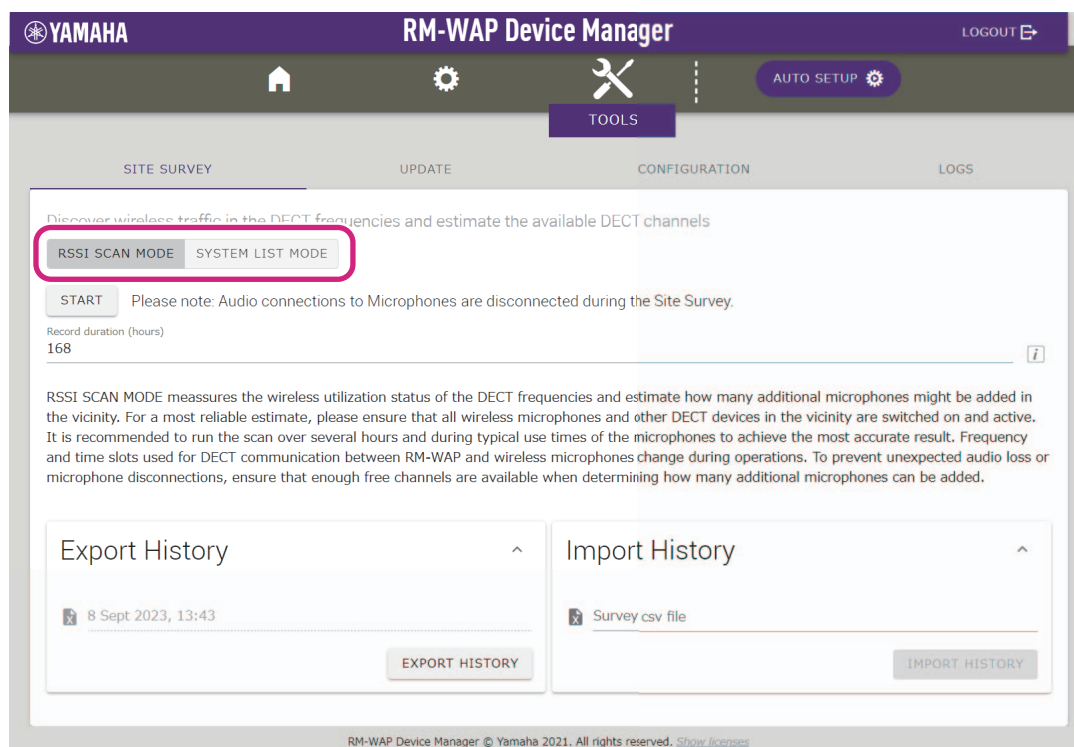 YAMAHA
RM-WAP Device Manager
LOGOUT
AUTO SETUP
TOOLS
SITE SURVEY
UPDATE
CONFIGURATION
LOGS
Discover wireless traffic in the DECT frequencies and estimate the available DECT channels
RSSI SCAN MODE
SYSTEM LIST MODE
START
Please note: Audio connections to Microphones are disconnected during the Site Survey.
Record duration (hours)
168
i
RSSI SCAN MODE meassures the wireless utilization status of the DECT frequencies and estimate how many additional microphones might be added in
the vicinity. For a most reliable estimate, please ensure that all wireless microphones and other DECT devices in the vicinity are switched on and active.
It is recommended to run the scan over several hours and during typical use times of the microphones to achieve the most accurate result. Frequency
and time slots used for DECT communication between RM-WAP and wireless microphones change during operations. To prevent unexpected audio loss or
microphone disconnections, ensure that enough free channels are available when determining how many additional microphones can be added.
Export History
Import History
8 Sept 2023, 13:43
Survey csv file
EXPORT HISTORY
IMPORT HISTORY
RM-WAP Device Manager © Yamaha 2021. All rights reserved. Show licenses